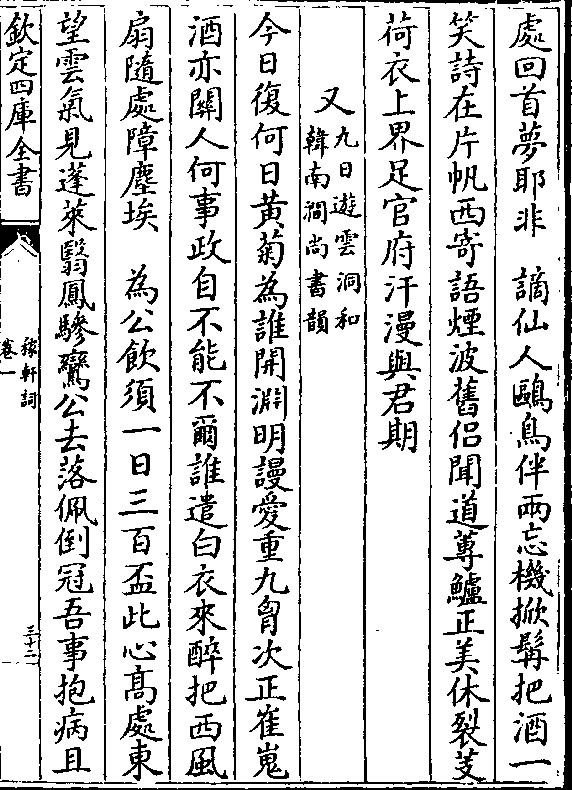 處回首夢耶非　謫仙人鷗鳥伴兩忘機掀髯把酒一
笑詩在片帆西寄語煙波舊侣聞道蓴鱸正美休裂芰
荷衣上界足官府汗漫與君期
又九日遊雲洞和
韓南澗尚書韻
今日復何日黄菊為誰開淵明謾愛重九胷次正崔嵬
酒亦關人何事政自不能不爾誰遣白衣來醉把西風
扇隨處障塵埃　為公飲須一日三百盃此心髙處東
望雲氣見蓬萊翳鳳驂鸞公去落佩倒冠吾事抱病且
欽定四庫全書
稼軒詞
卷一
三十二